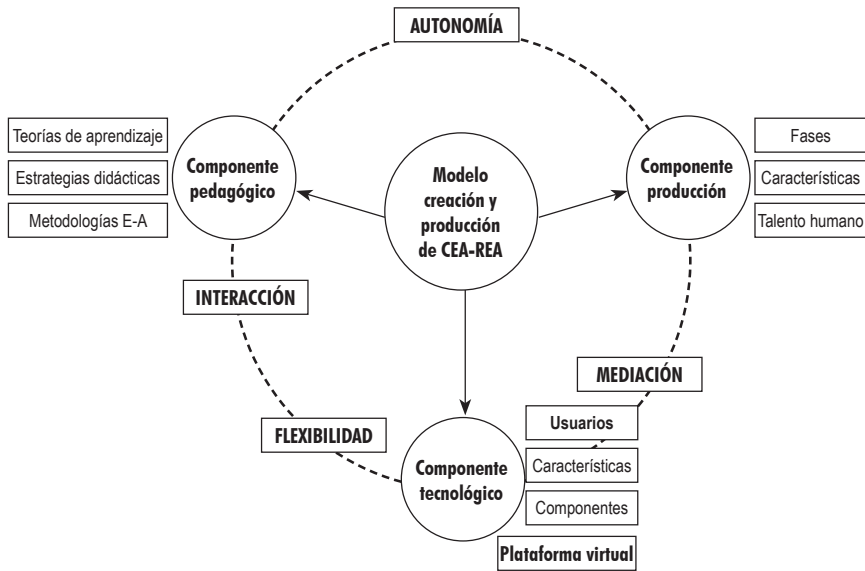 AUTONOMÍA
Teorías de aprendizaje
Estrategias didácticas
Metodologías E-A
Componente
pedagógico
Modelo
creación y
producción
de CEA-REA
Componente
producción
Fases
Características
Talento humano
INTERACCIÓN
MEDIACIÓN
FLEXIBILIDAD
Componente
tecnológico
Usuarios
Características
Componentes
Plataforma virtual